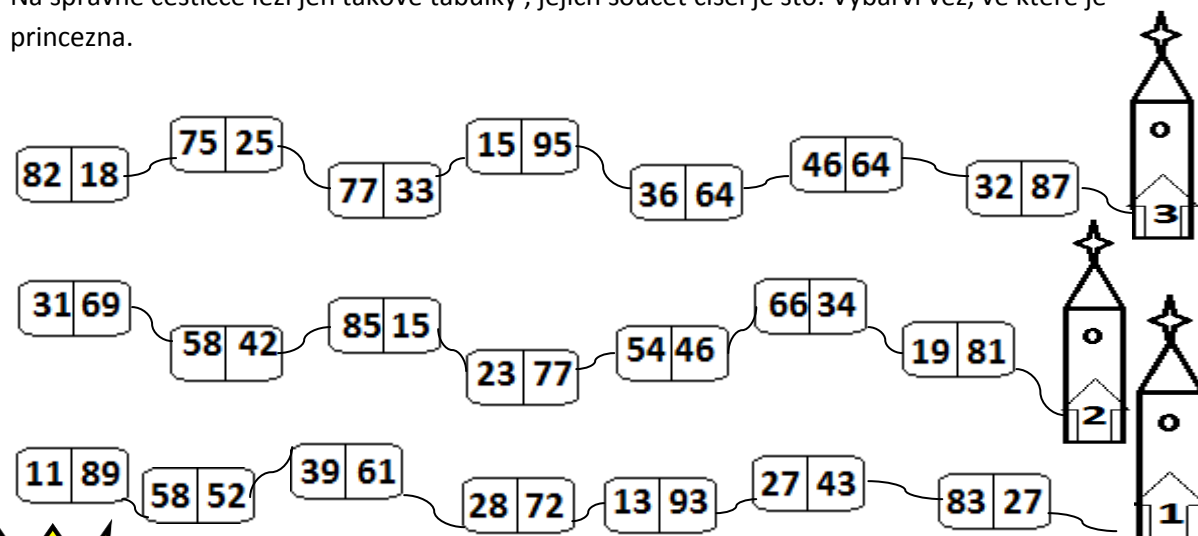 Na správné cestičce leží jen takové tabulky , jejich součet čísel je sto. Vybarvi věž, ve které je
princezna.
82 18 75 25 77 33 15 95 36 64 46 64 32 87 3
31 69 58 42 85 15 23 77 54 46 66 34 19 81 2
11 89 58 52 39 61 28 72 13 93 27 43 83 27 1